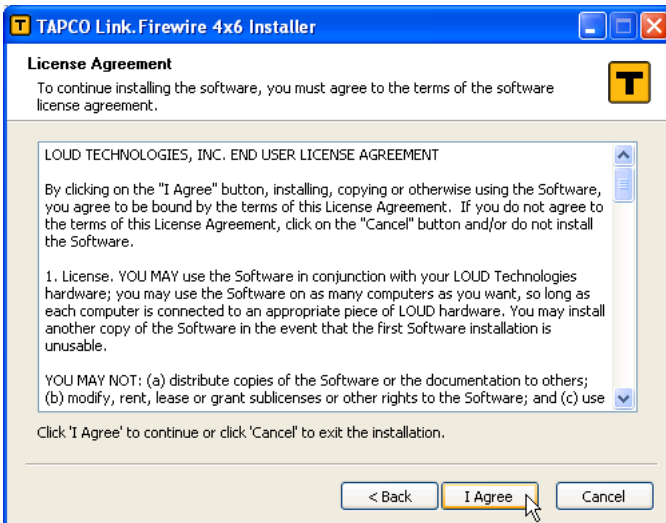 TAPCO Link.Firewire 4x6 Installer
License Agreement
To continue installing the software, you must agree to the terms of the software
license agreement.
LOUD TECHNOLOGIES, INC. END USER LICENSE AGREEMENT
By clicking on the "I Agree" button, installing, copying or otherwise using the Software,
you agree to be bound by the terms of this License Agreement.  If you do not agree to
the terms of this License Agreement, click on the "Cancel" button and/or do not install
the Software.
1. License. YOU MAY use the Software in conjunction with your LOUD Technologies
hardware; you may use the Software on as many computers as you want, so long as
each computer is connected to an appropriate piece of LOUD hardware. You may install
another copy of the Software in the event that the first Software installation is
unusable.
YOU MAY NOT: (a) distribute copies of the Software or the documentation to others;
(b) modify, rent, lease or grant sublicenses or other rights to the Software; and (c) use
Click 'I Agree' to continue or click 'Cancel' to exit the installation.
< Back I Agree Cancel